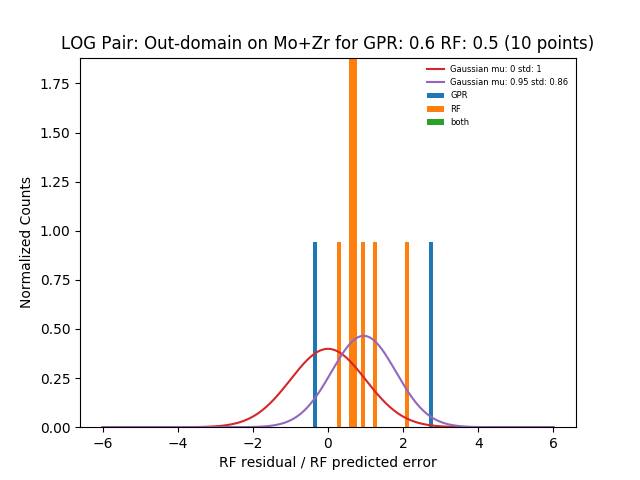 LOG Pair: Out-domain on Mo+Zr for GPR: 0.6 RF: 0.5 (10 points)
Gaussian mu: 0 std: 1
Gaussian mu: 0.95 std: 0.86
GPR
RF
both
Normalized Counts
1.75
1.50
1.25
1.00
0.75
0.50
0.25
0.00
−6
−4
−2
0
2
4
6
RF residual / RF predicted error